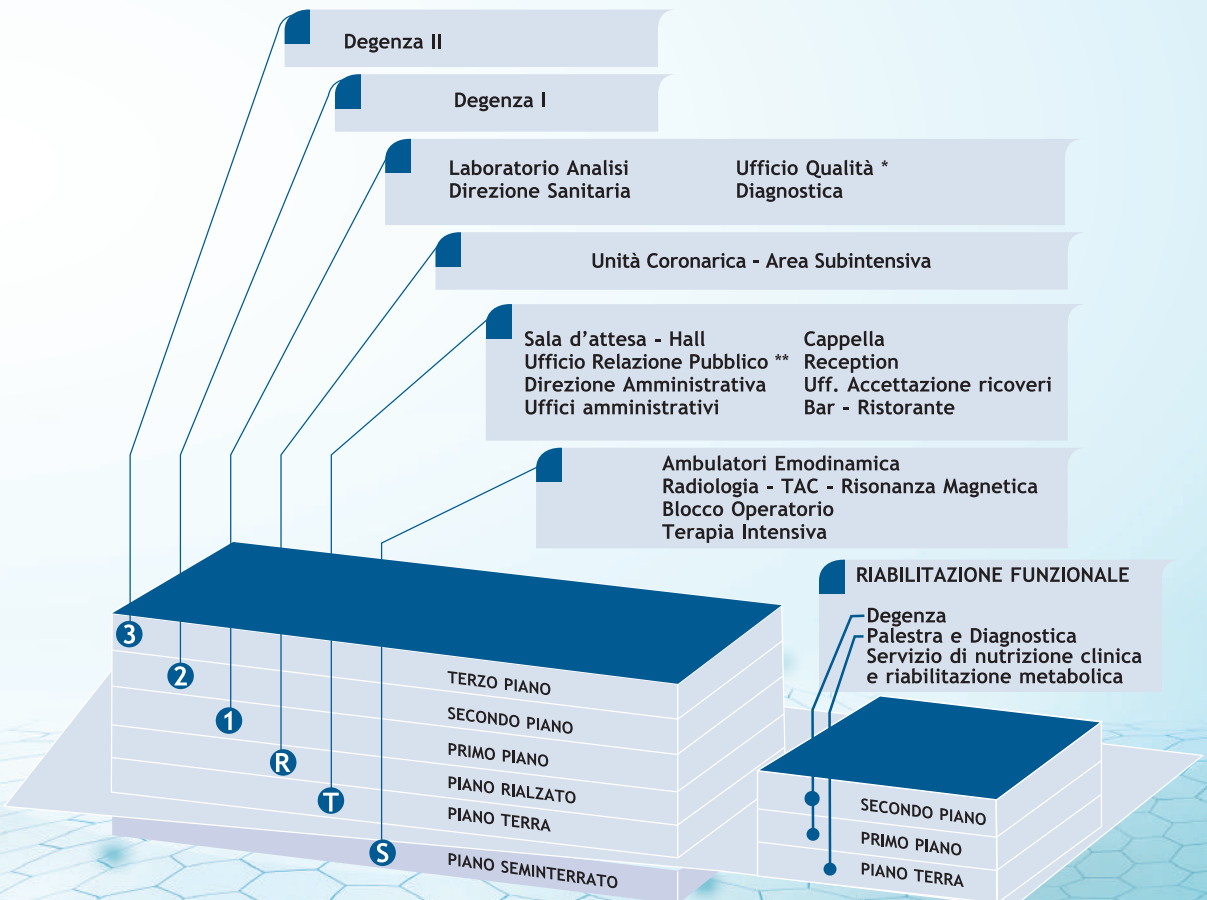 Degenza II
Degenza I
Laboratorio Analisi
Direzione Sanitaria
Ufficio Qualità *
Diagnostica
Unità Coronarica - Area Subintensiva
Sala d'attesa - Hall
Ufficio Relazione Pubblico **
Direzione Amministrativa
Uffici amministrativi
Cappella
Reception
Uff. Accettazione ricoveri
Bar - Ristorante
Ambulatori Emodinamica
Radiologia - TAC - Risonanza Magnetica
Blocco Operatorio
Terapia Intensiva
RIABILITAZIONE FUNZIONALE
Degenza
Palestra e Diagnostica
Servizio di nutrizione clinica
e riabilitazione metabolica
3
2
1
R
T
S
TERZO PIANO
SECONDO PIANO
PRIMO PIANO
PIANO RIALZATO
PIANO TERRA
PIANO SEMINTERRATO
SECONDO PIANO
PRIMO PIANO
PIANO TERRA